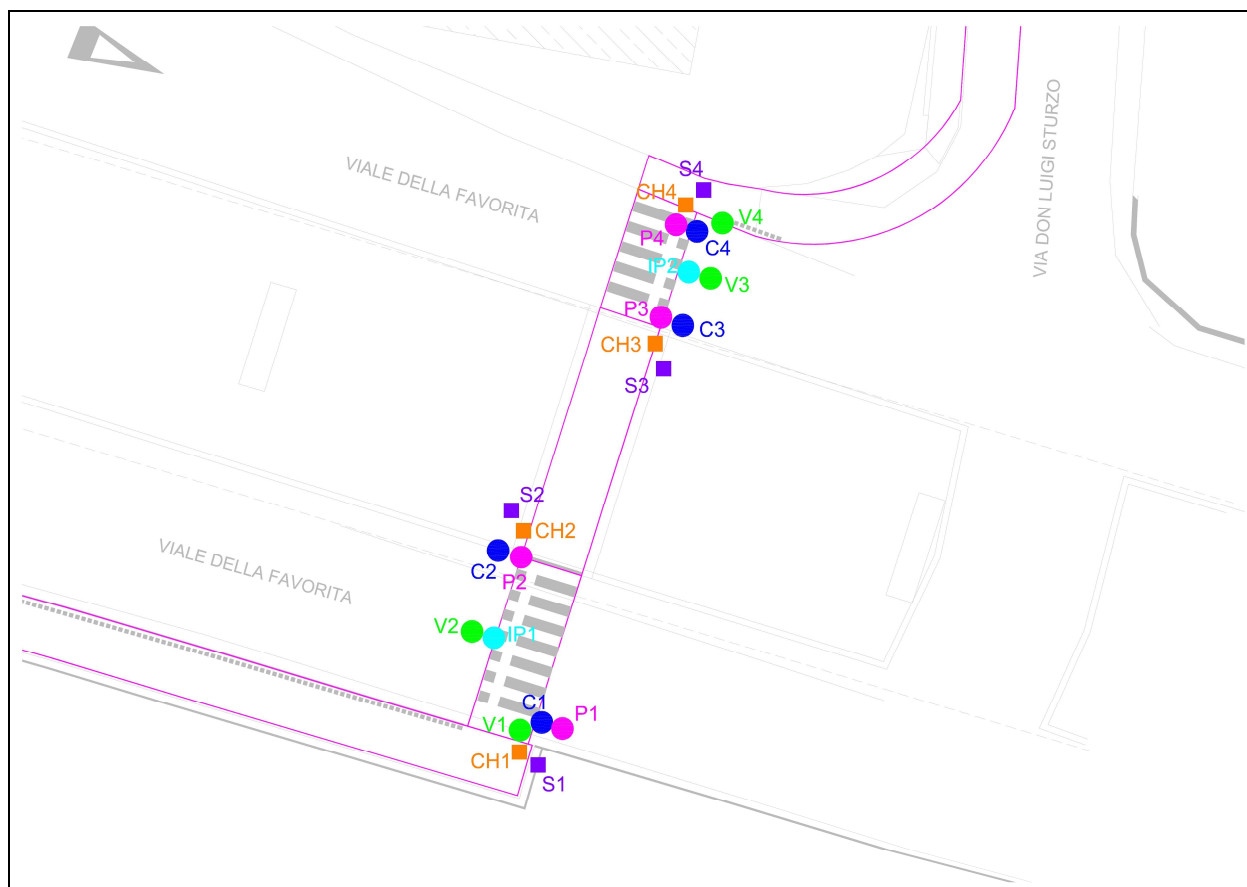 VIALE DELLA FAVORITA
VIA DON LUIGI STURZO
S4
CH4
V4
P4
C4
IP2
V3
P3
C3
CH3
S3
S2
CH2
C2
P2
VIALE DELLA FAVORITA
V2
IP1
C1
P1
V1
CH1
S1